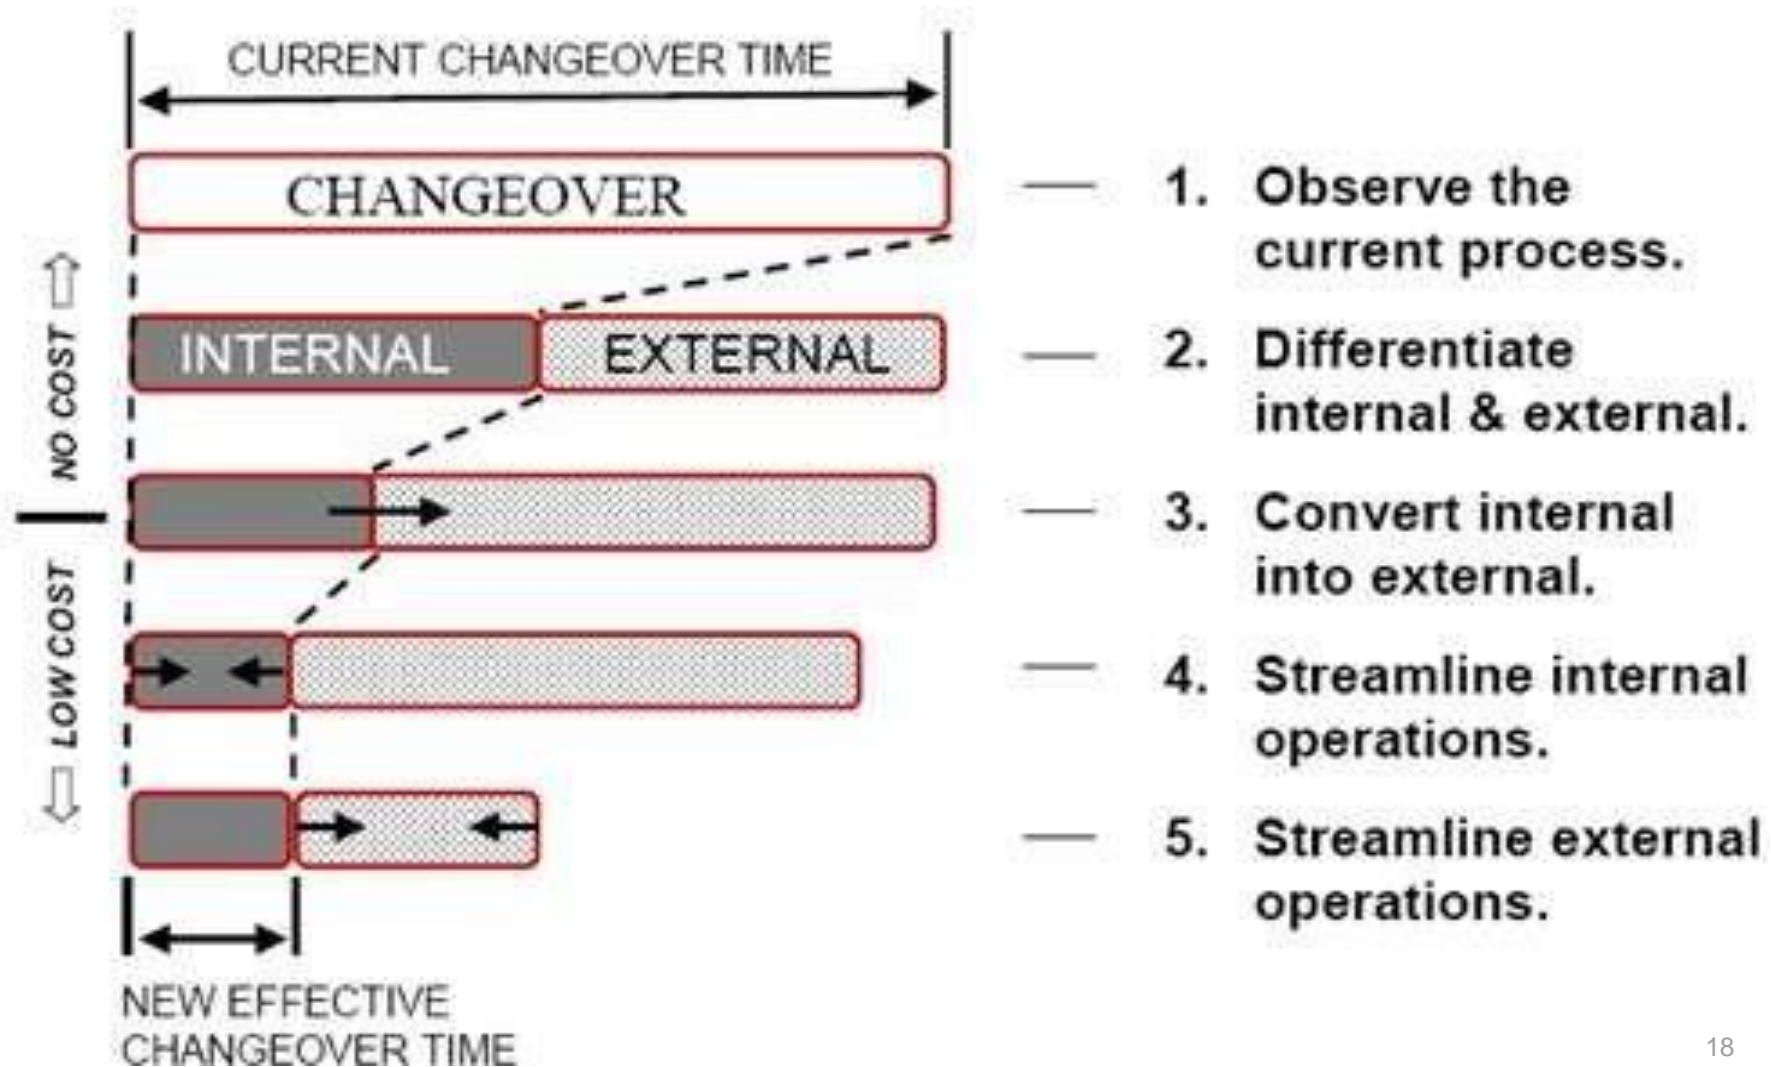 CURRENT CHANGEOVER TIME
CHANGEOVER
1. Observe the
current process.
NO COST
INTERNAL
EXTERNAL
2. Differentiate
internal & external.
3. Convert internal
into external.
LOW COST
4. Streamline internal
operations.
5. Streamline external
operations.
NEW EFFECTIVE
CHANGEOVER TIME
18